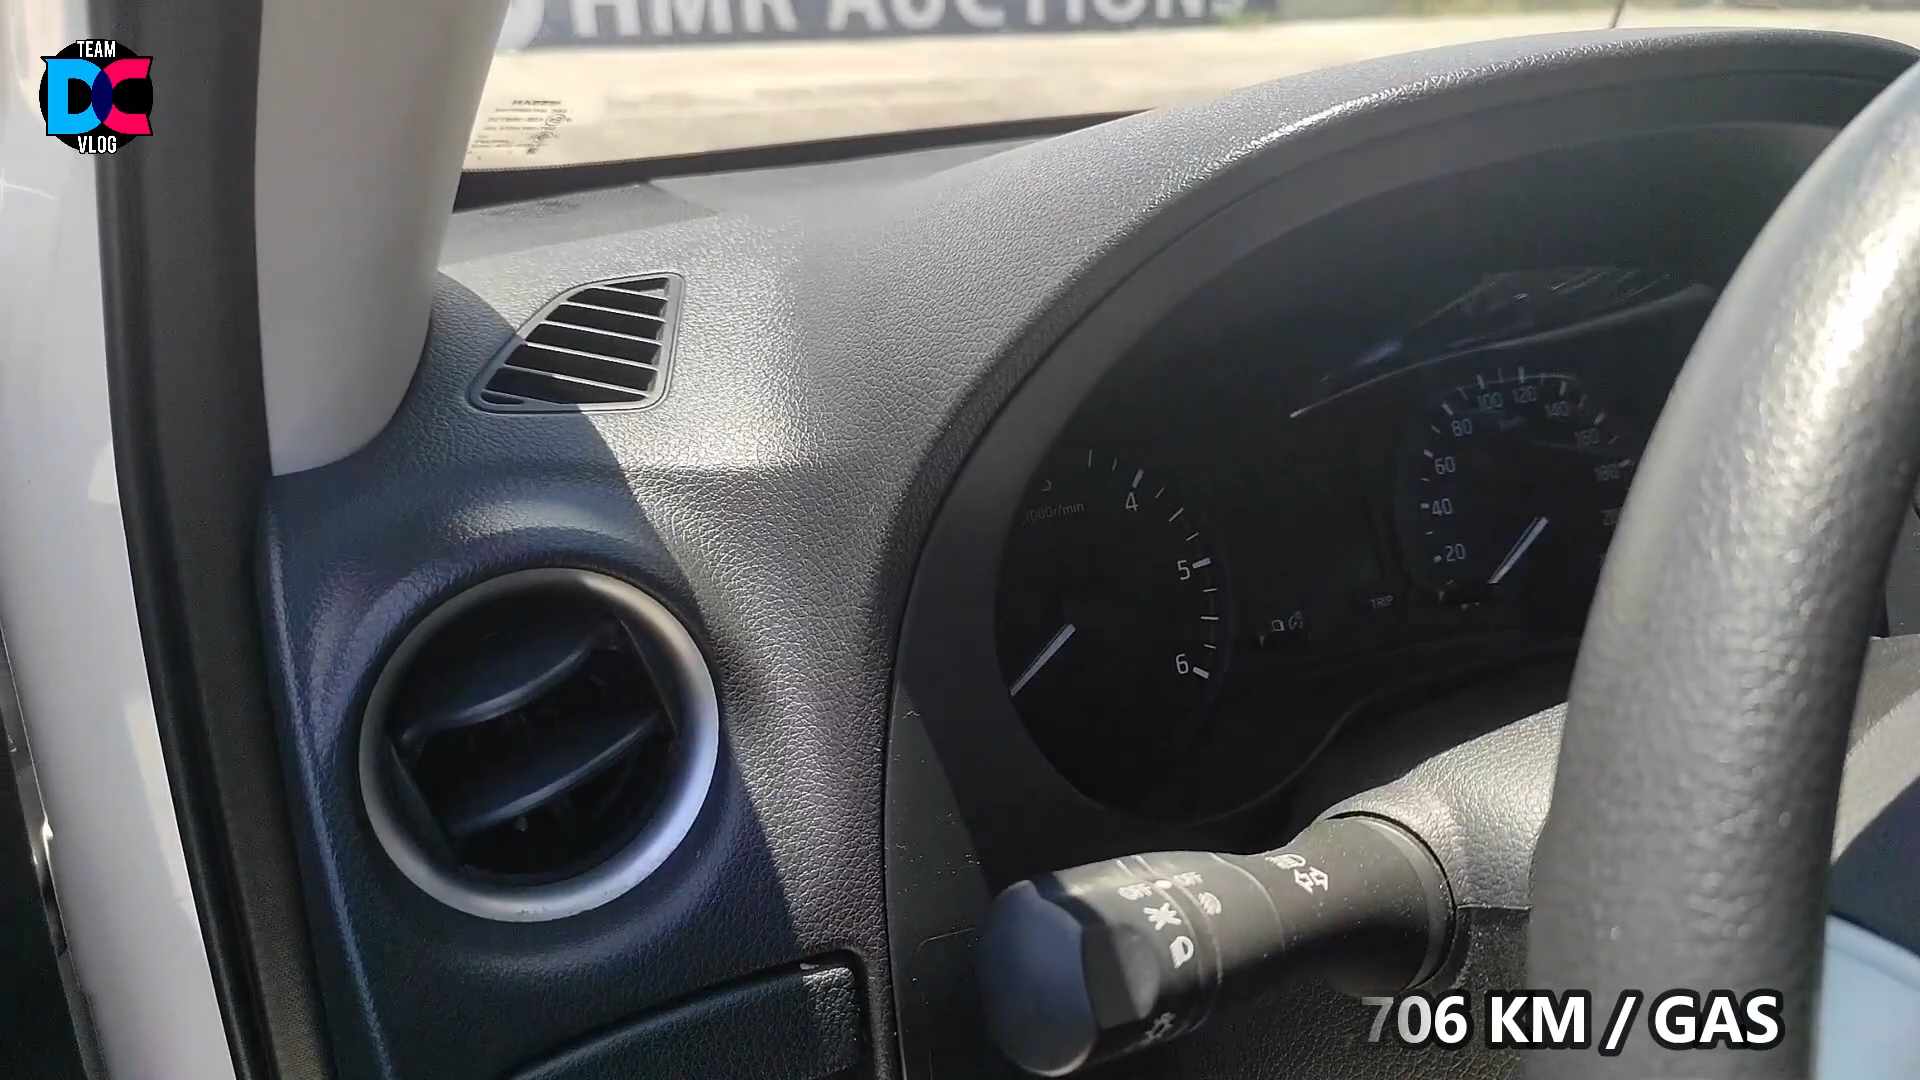 HMR AUCTIONS
TEAM
DC
VLOG
4
1000r/min
5
6
20
40
60
80
100
120
140
160
180
TRIP
OFF
OFF
706 KM / GAS